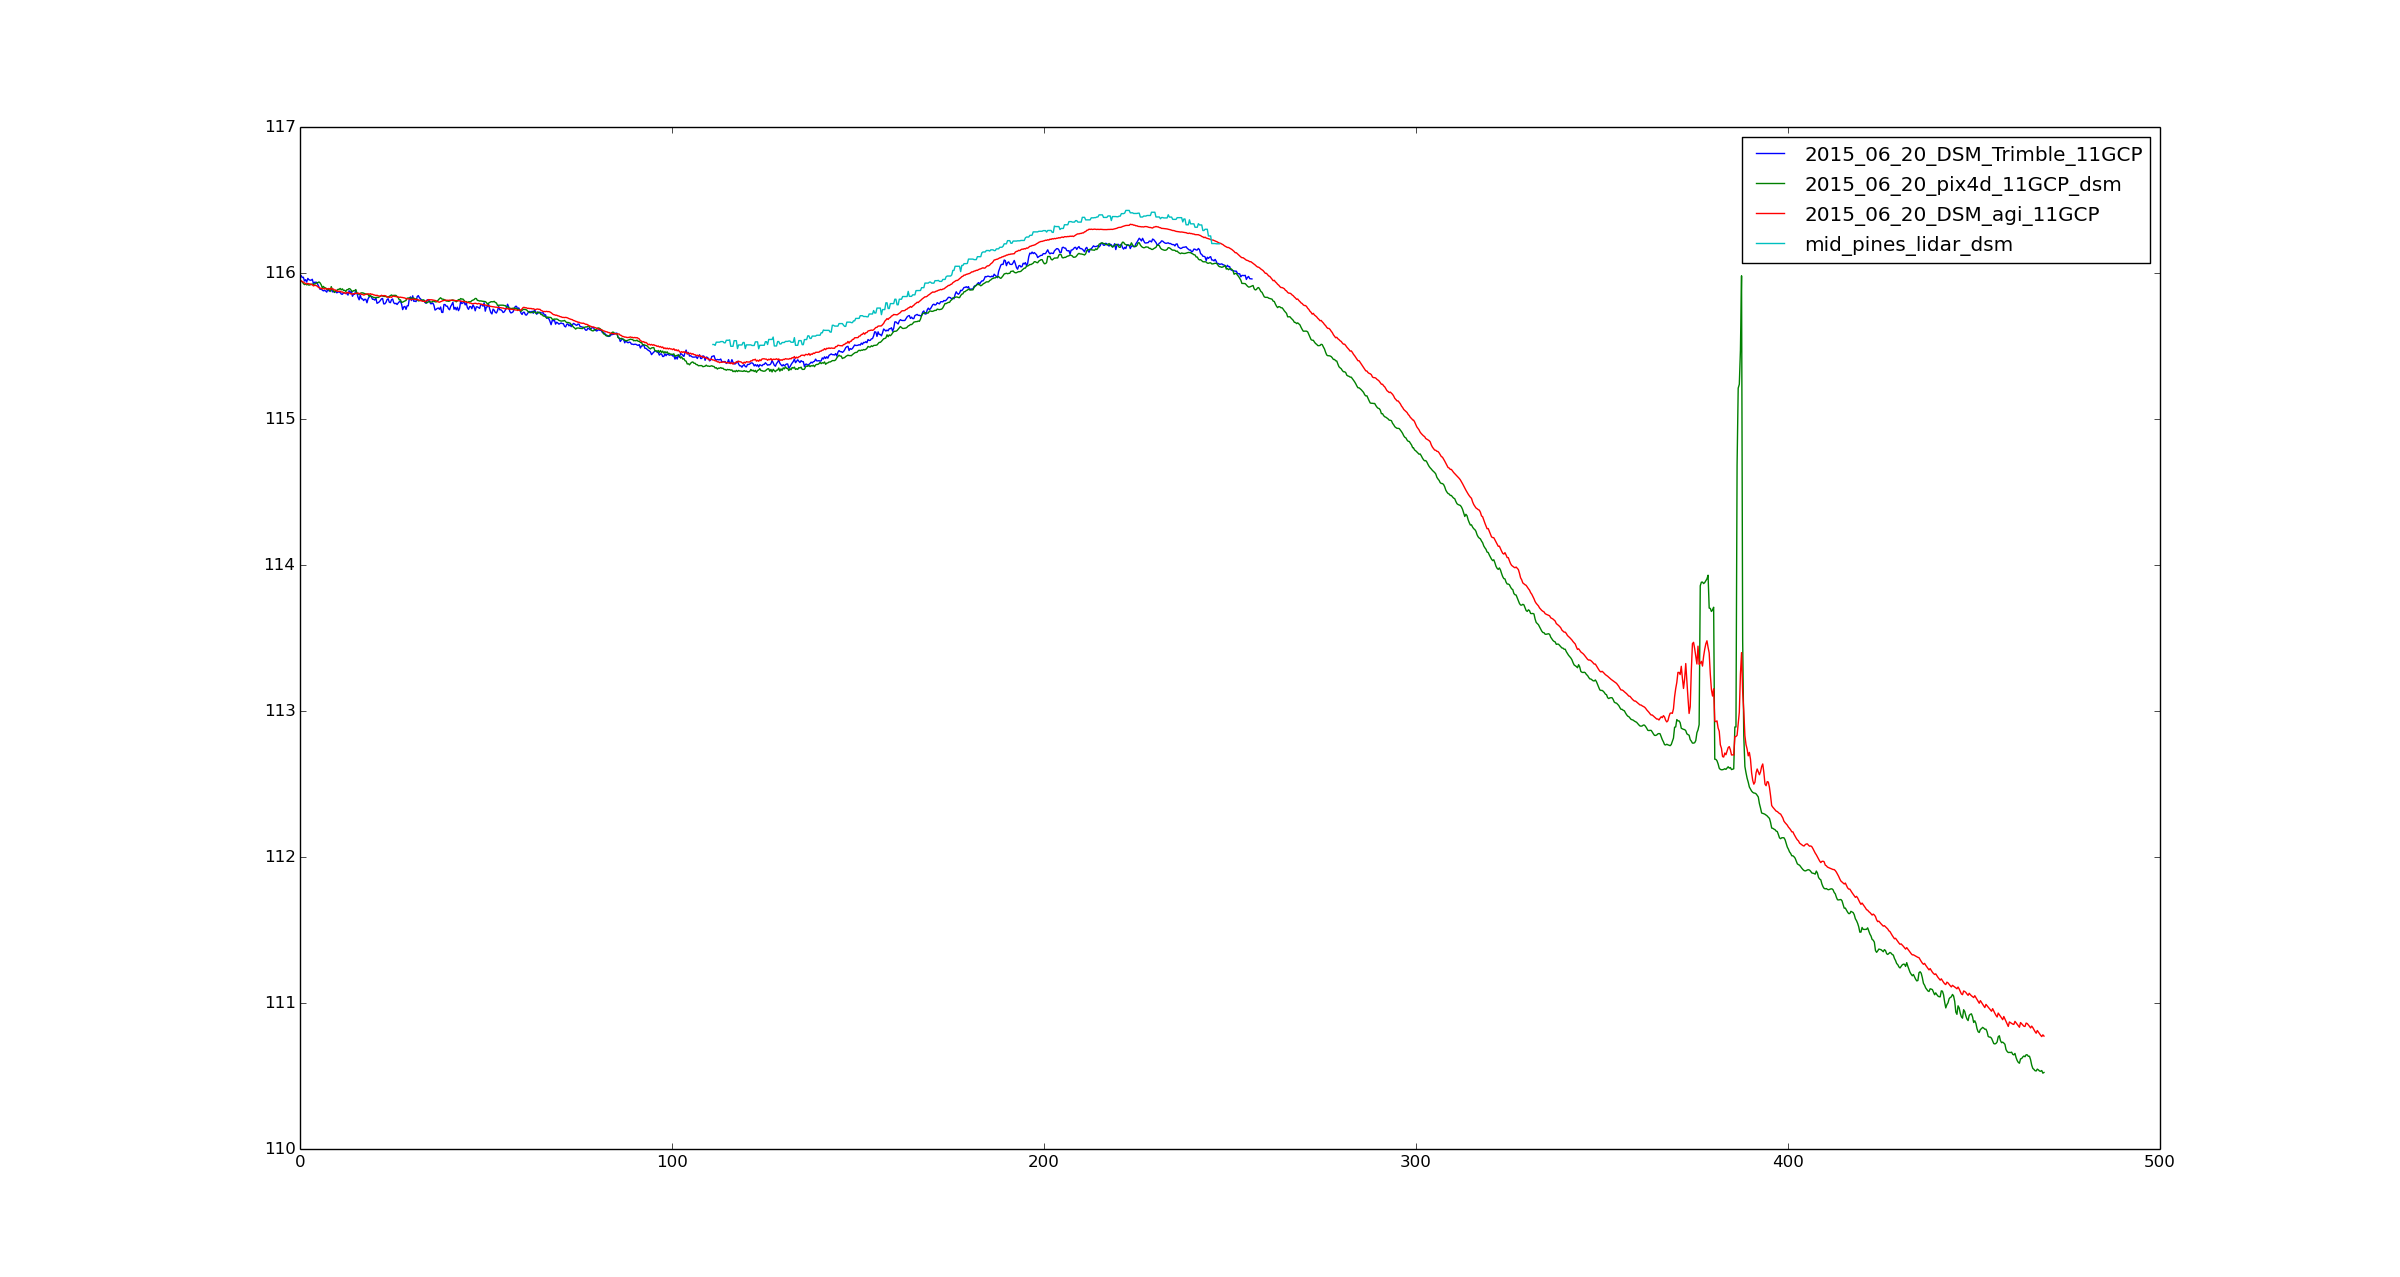 117
116
115
114
113
112
111
110
0 100 200 300 400 500
2015_06_20_DSM_Trimble_11GCP
2015_06_20_pix4d_11GCP_dsm
2015_06_20_DSM_agi_11GCP
mid_pines_lidar_dsm